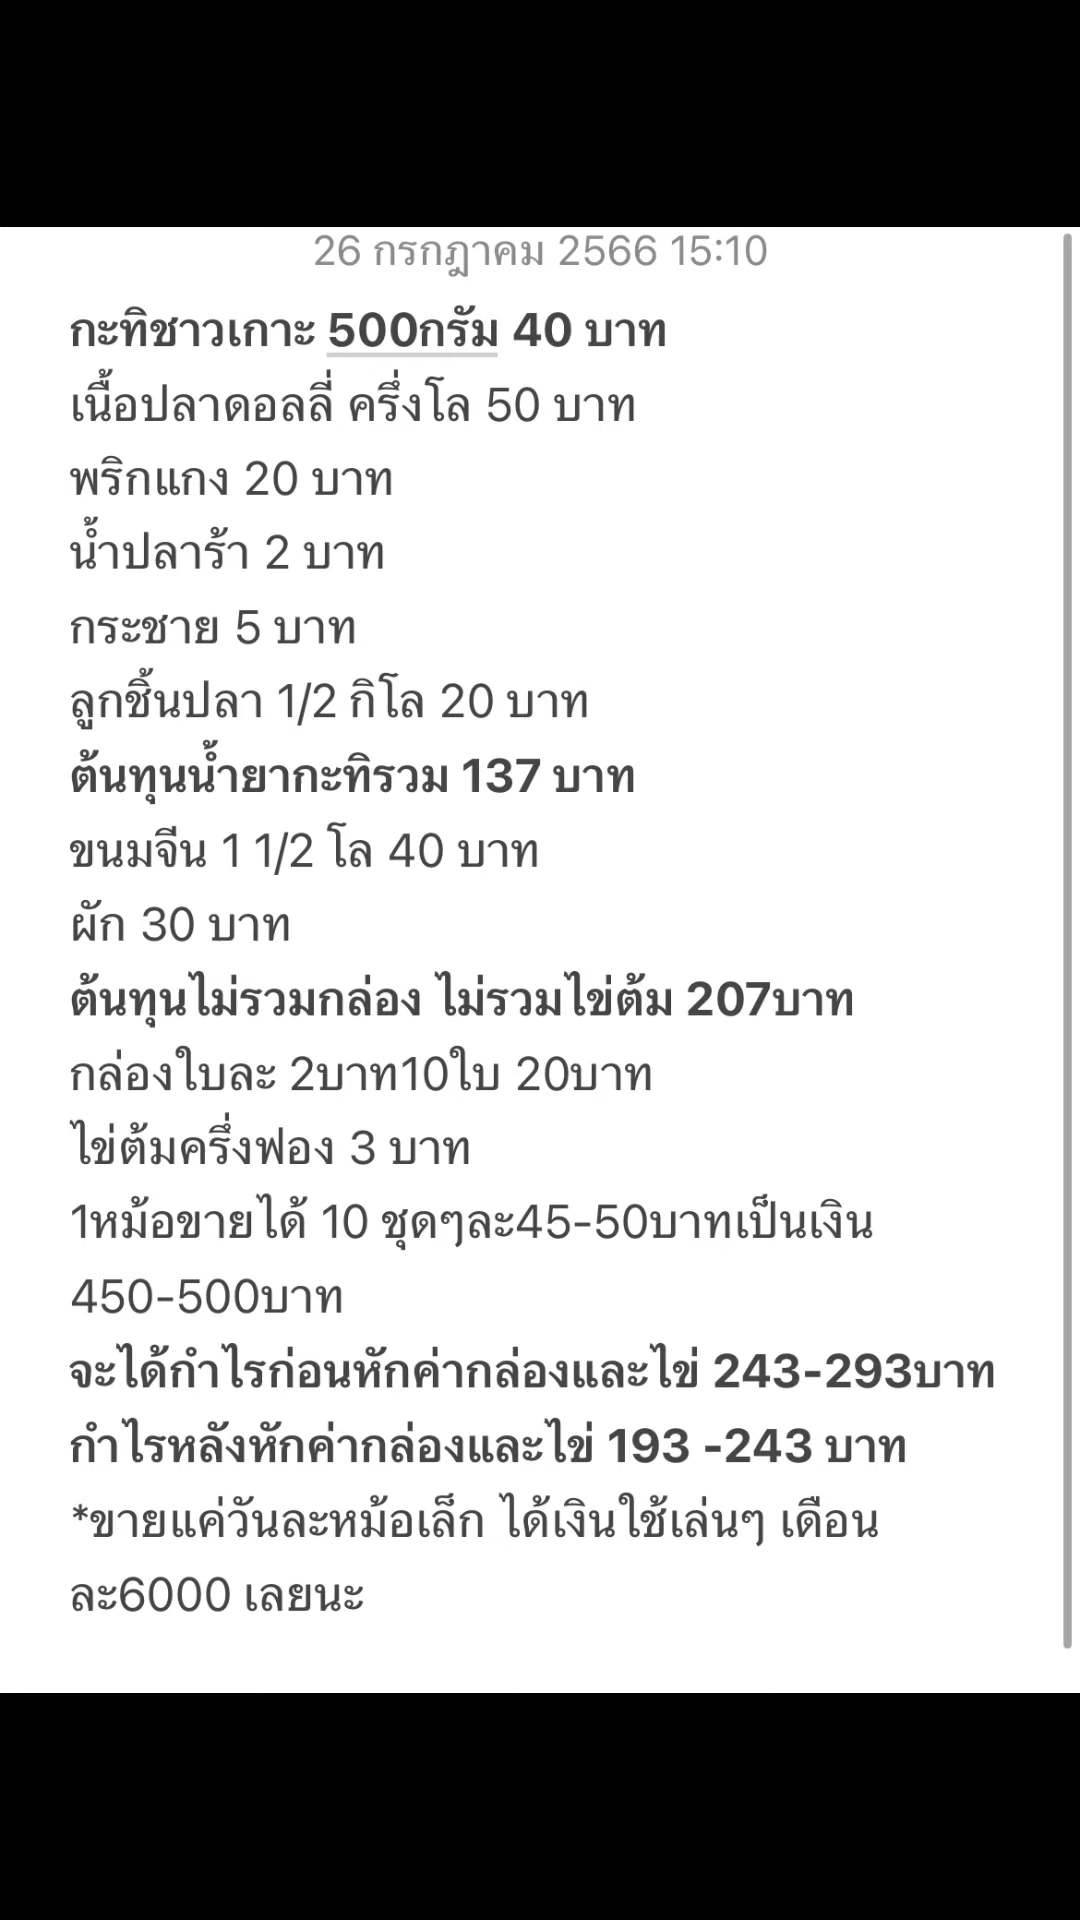 26 กรกฎาคม 2566 15:10
กะทิชาวเกาะ 500กรัม 40 บาท
เนื้อปลาดอลลี่ ครึ่งโล 50 บาท
พริกแกง 20 บาท
น้ำปลาร้า 2 บาท
กระชาย 5 บาท
ลูกชิ้นปลา 1/2 กิโล 20 บาท
ต้นทุนน้ำยากะทิรวม 137 บาท
ขนมจีน 1 1/2 โล 40 บาท
ผัก 30 บาท
ต้นทุนไม่รวมกล่อง ไม่รวมไข่ต้ม 207บาท
กล่องใบละ 2บาท10ใบ 20บาท
ไข่ต้มครึ่งฟอง 3 บาท
1หม้อขายได้ 10 ชุดๆละ45-50บาทเป็นเงิน
450-500บาท
จะได้กำไรก่อนหักค่ากล่องและไข่ 243-293บาท
กำไรหลังหักค่ากล่องและไข่ 193 -243 บาท
*ขายแค่วันละหม้อเล็ก ได้เงินใช้เล่นๆ เดือน
ละ6000 เลยนะ